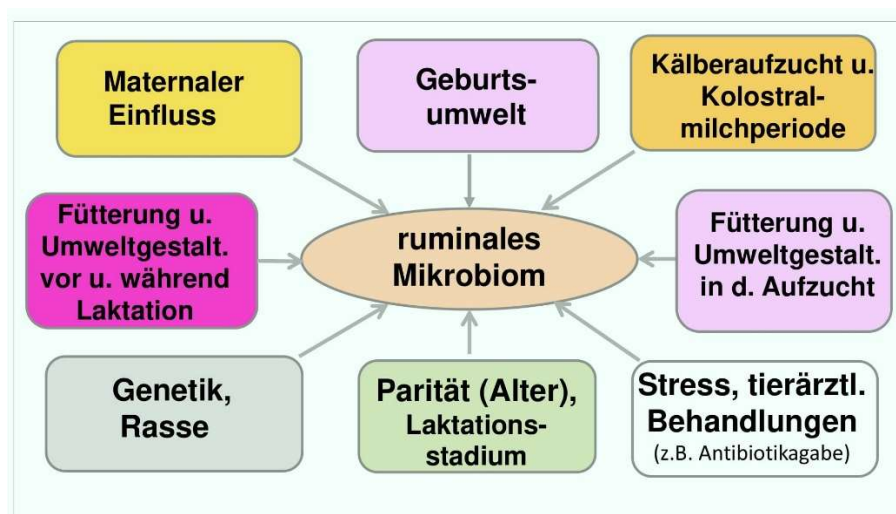 Maternaler
Einfluss
Geburts-
umwelt
Kälberaufzucht u.
Kolostral-
milchperiode
Fütterung u.
Umweltgestalt.
vor u. während
Laktation
ruminales
Mikrobiom
Fütterung u.
Umweltgestalt.
in d. Aufzucht
Genetik,
Rasse
Parität (Alter),
Laktations-
stadium
Stress, tierärztl.
Behandlungen
(z.B. Antibiotikagabe)